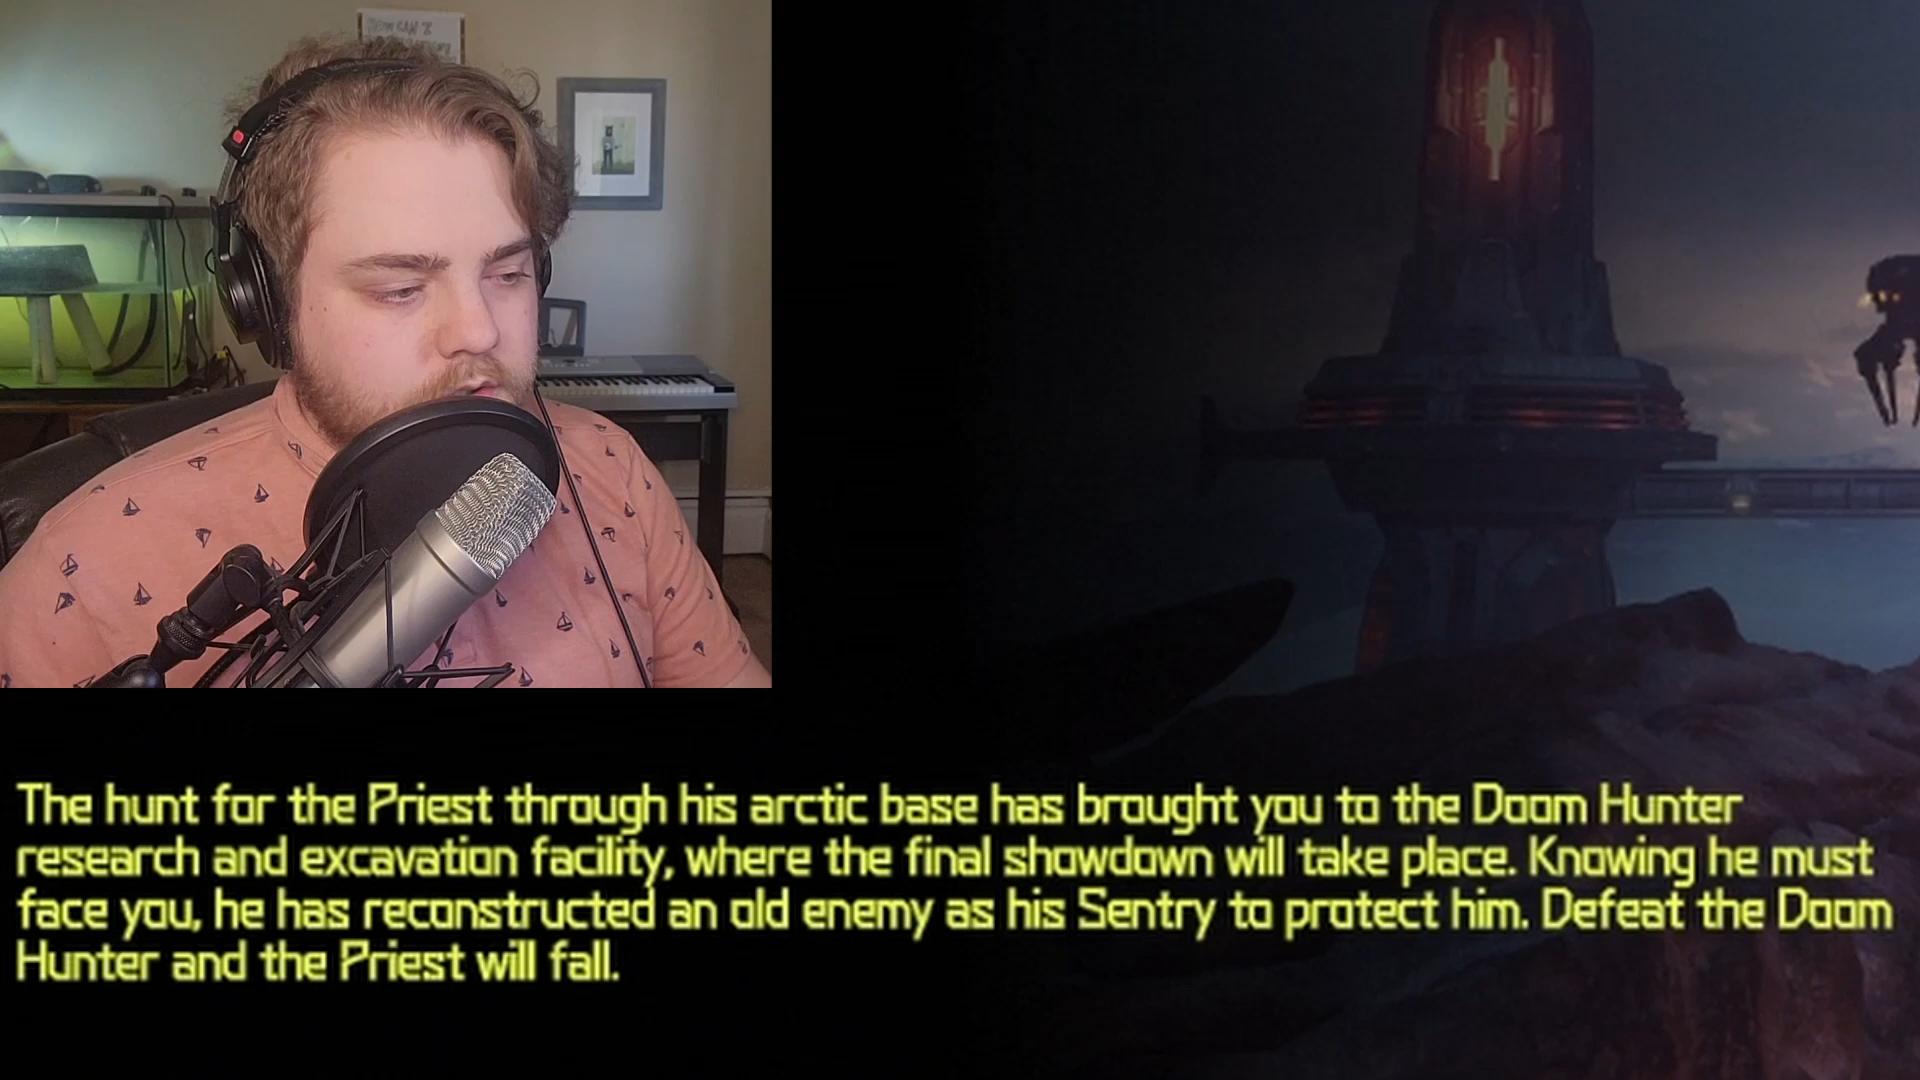 The hunt for the Priest through his arctic base has brought you to the Doom Hunter
research and excavation facility, where the final showdown will take place. Knowing he must
face you, he has reconstructed an old enemy as his Sentry to protect him. Defeat the Doom
Hunter and the Priest will fall.